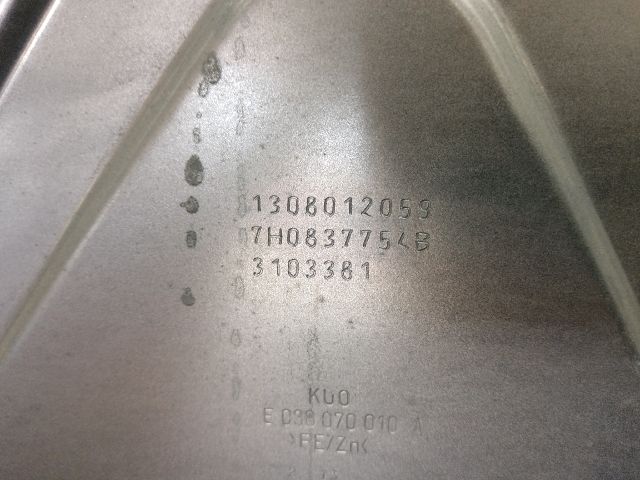 1308012059
7H0837754B
3103381
KUO
E 038 070 010 A
>FE/Zn<